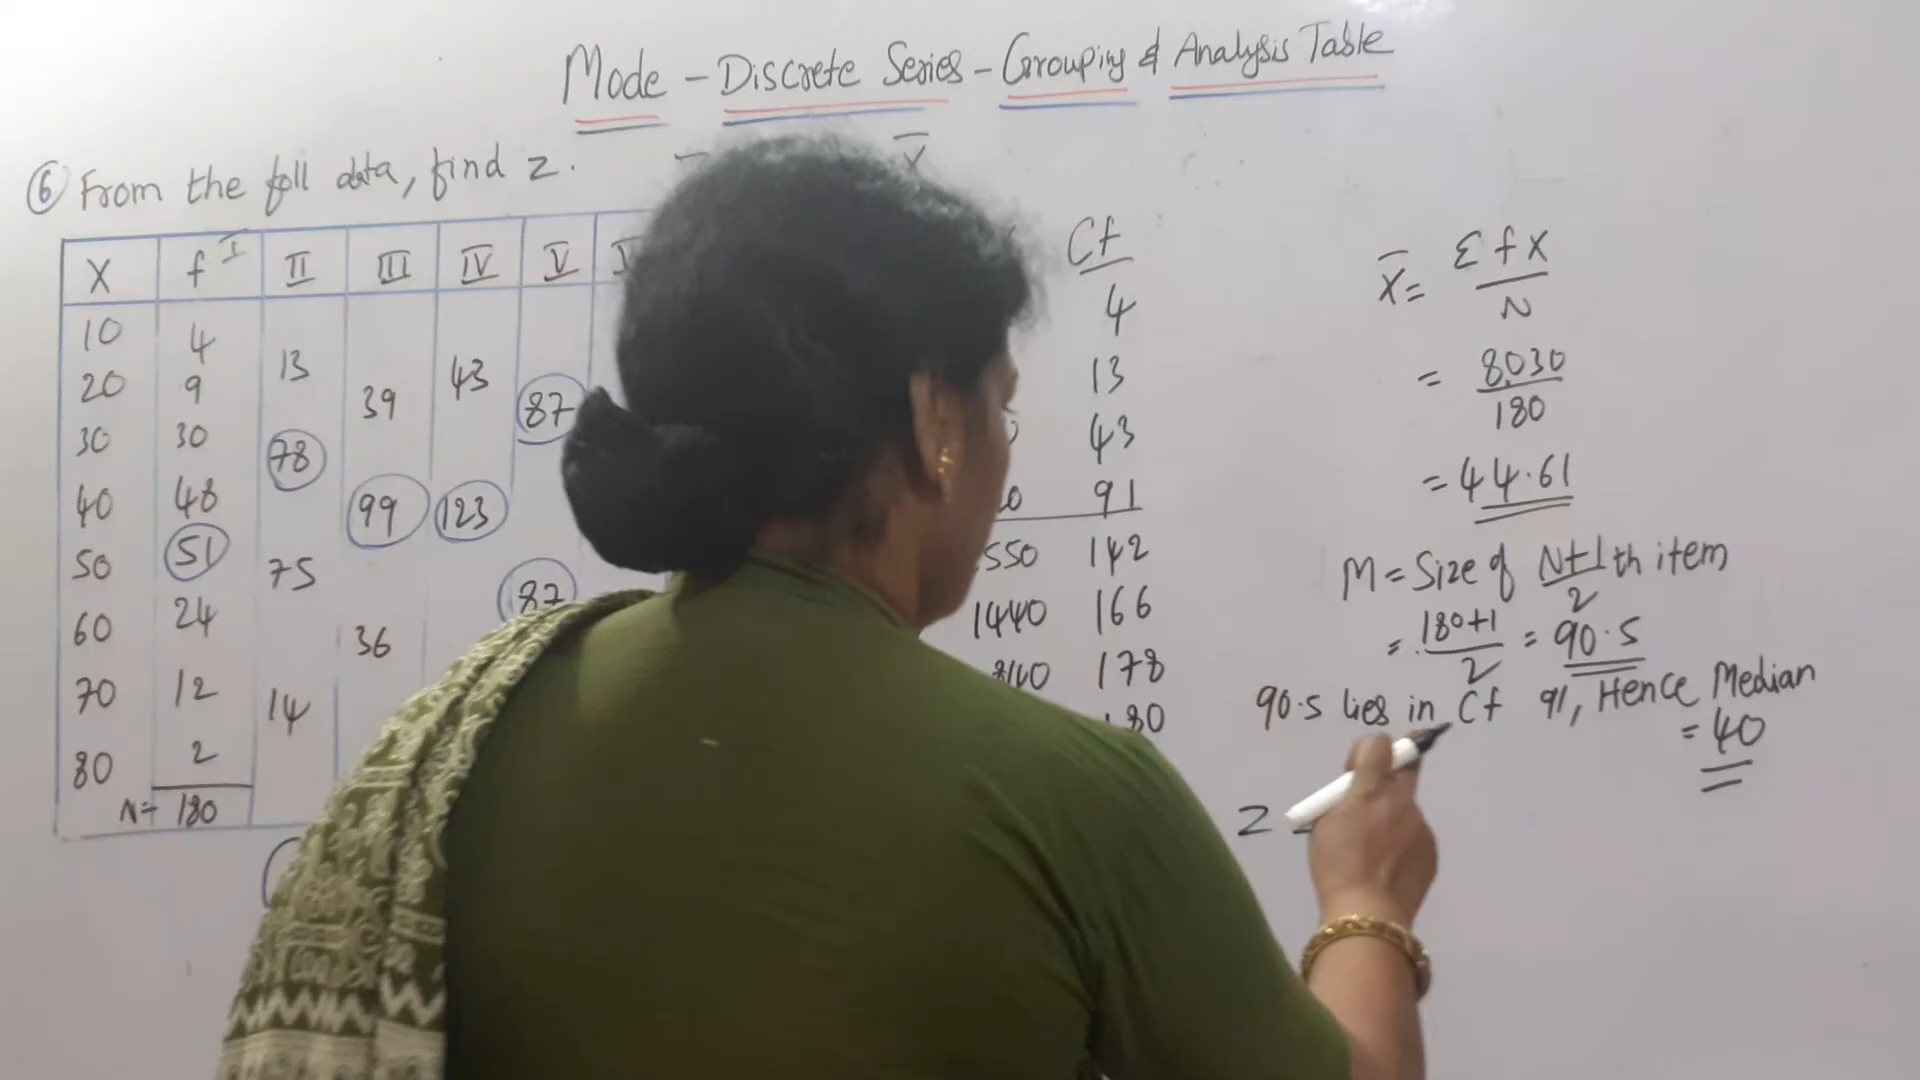 Mode - Discrete Series - Grouping & Analysis Table
⑥ From the foll data, find z.
X f I II III IV V
10 4
20 9 13 43
30 30 78 39 87
40 48 99 123
50 51 75
60 24 87
70 12 14 36
80 2
N= 180
X̄
Cf
4
13
43
91
550 142
1440 166
178
180
X̄ = ΣfX / N
= 8030 / 180
= 44.61
M = Size of N+1/2 th item
= 180+1 / 2 = 90.5
90.5 lies in Cf 91, Hence Median
= 40
Z